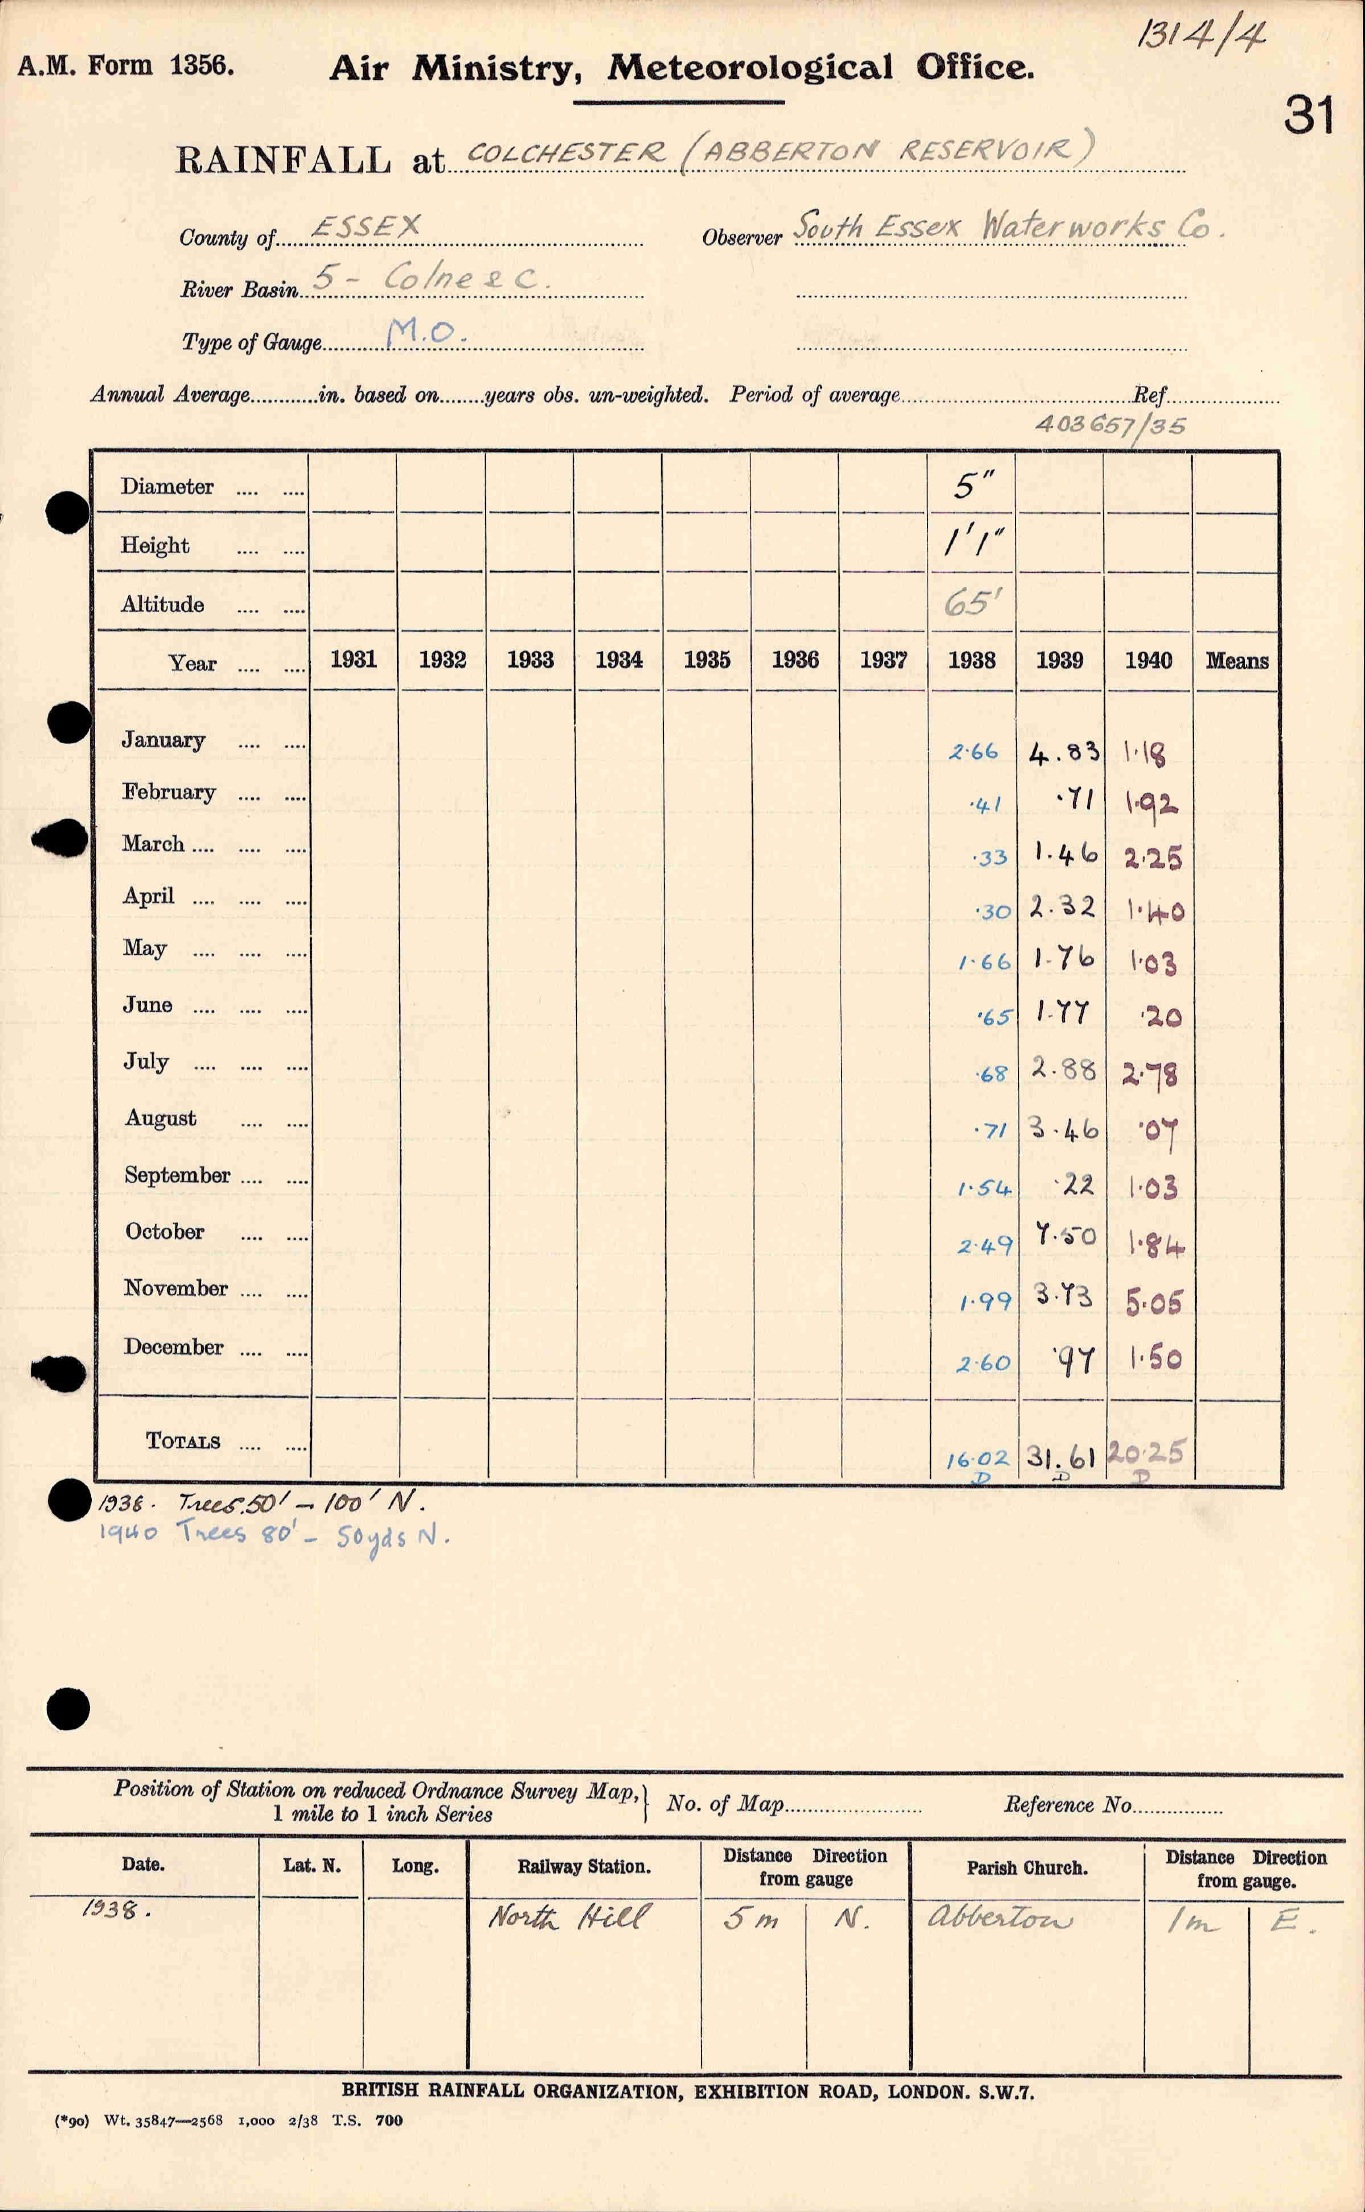 1314/4
A.M. Form 1356. Air Ministry, Meteorological Office.
31
RAINFALL at COLCHESTER (ABBERTON RESERVOIR)
County of ESSEX Observer South Essex Waterworks Co.
River Basin 5 - Colne & C.
Type of Gauge M.O.
Annual Average............in. based on........years obs. un-weighted. Period of average........................................Ref....................
403657/35
Diameter .... .... 5"
Height .... .... 1'1"
Altitude .... .... 65'
Year .... .... 1931 1932 1933 1934 1935 1936 1937 1938 1939 1940 Means
January .... .... 2.66 4.83 1.18
February .... .... .41 .71 1.92
March .... .... .... .33 1.46 2.25
April .... .... .... .30 2.32 1.40
May .... .... .... 1.66 1.76 1.03
June .... .... .... .65 1.77 .20
July .... .... .... .68 2.88 2.78
August .... .... .71 3.46 .07
September .... .... 1.54 .22 1.03
October .... .... 2.49 7.50 1.84
November .... .... 1.99 3.73 5.05
December .... .... 2.60 .97 1.50
TOTALS .... .... 16.02 31.61 20.25
D D D
1938. Trees 50' - 100' N.
1940 Trees 80' - 50yds N.
Position of Station on reduced Ordnance Survey Map,
1 mile to 1 inch Series
No. of Map........................ Reference No................
Date. Lat. N. Long. Railway Station. Distance Direction from gauge Parish Church. Distance Direction from gauge.
1938. North Hill 5m N. Abberton 1m E.
BRITISH RAINFALL ORGANIZATION, EXHIBITION ROAD, LONDON. S.W.7.
(*90) Wt. 35847—2568 1,000 2/38 T.S. 700